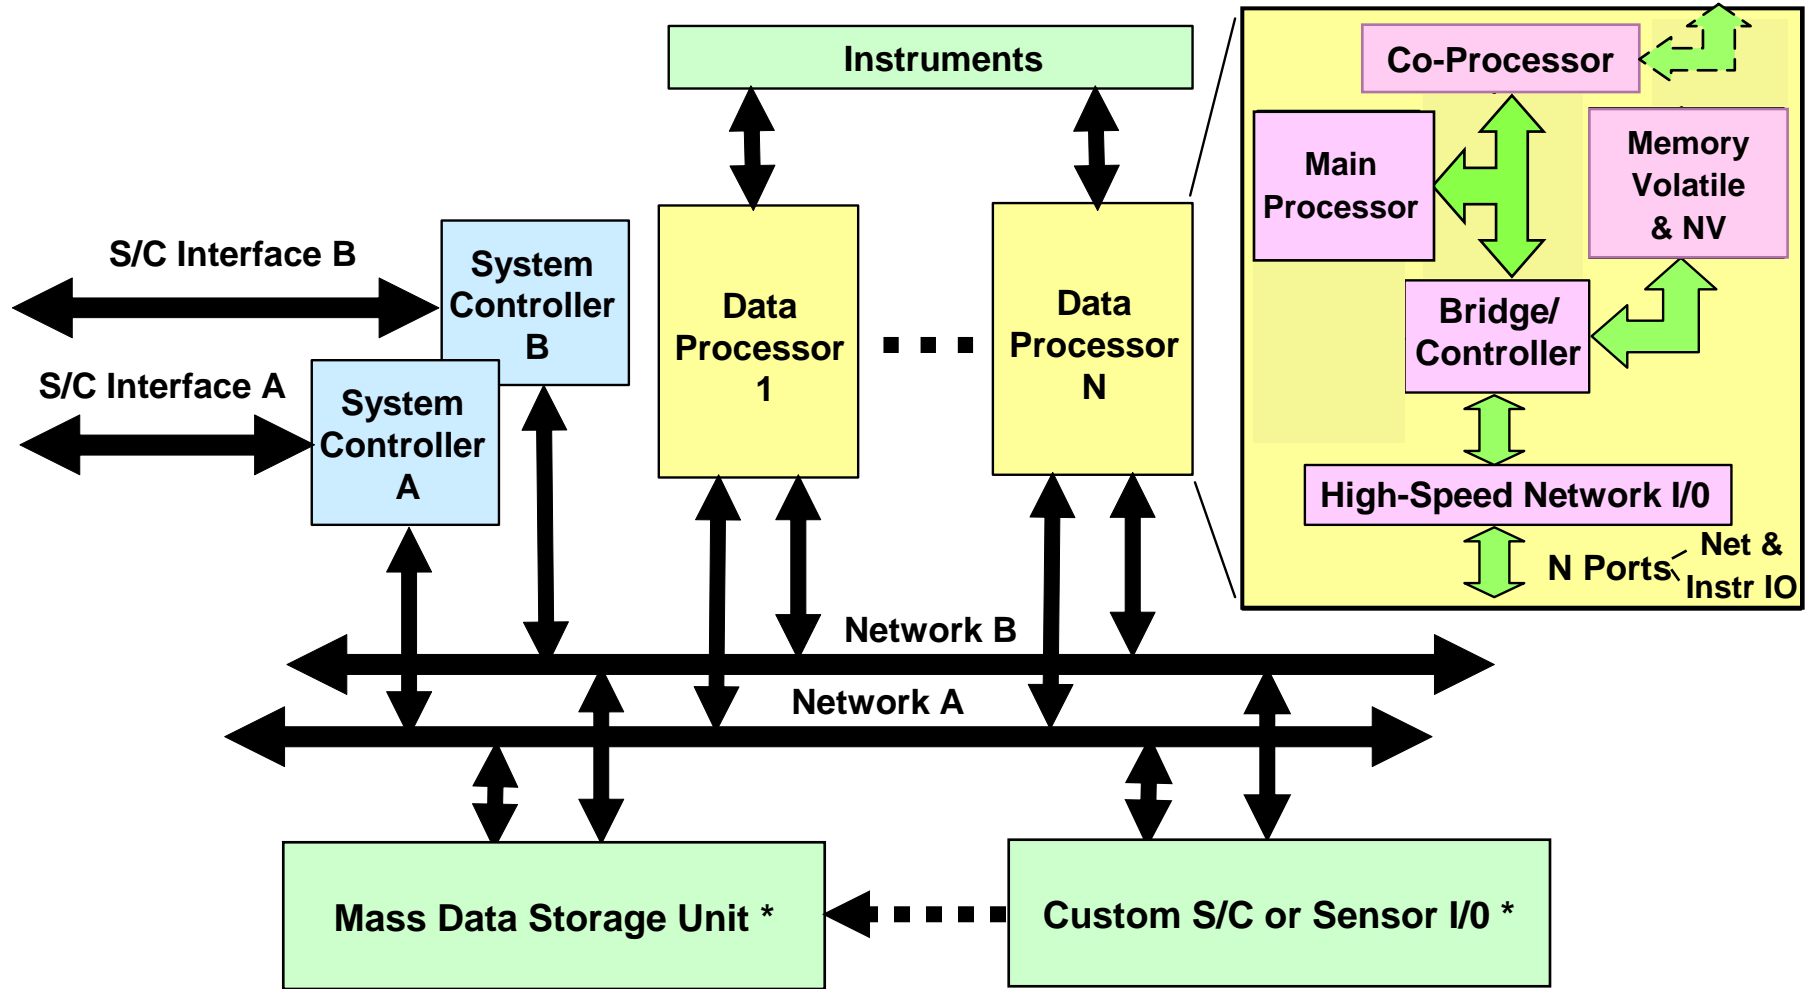 Instruments
S/C Interface B
S/C Interface A
System
Controller
B
System
Controller
A
Data
Processor
1
Data
Processor
N
Co-Processor
Main
Processor
Memory
Volatile
& NV
Bridge/
Controller
High-Speed Network I/0
N Ports
Net &
Instr IO
Network B
Network A
Mass Data Storage Unit *
Custom S/C or Sensor I/0 *